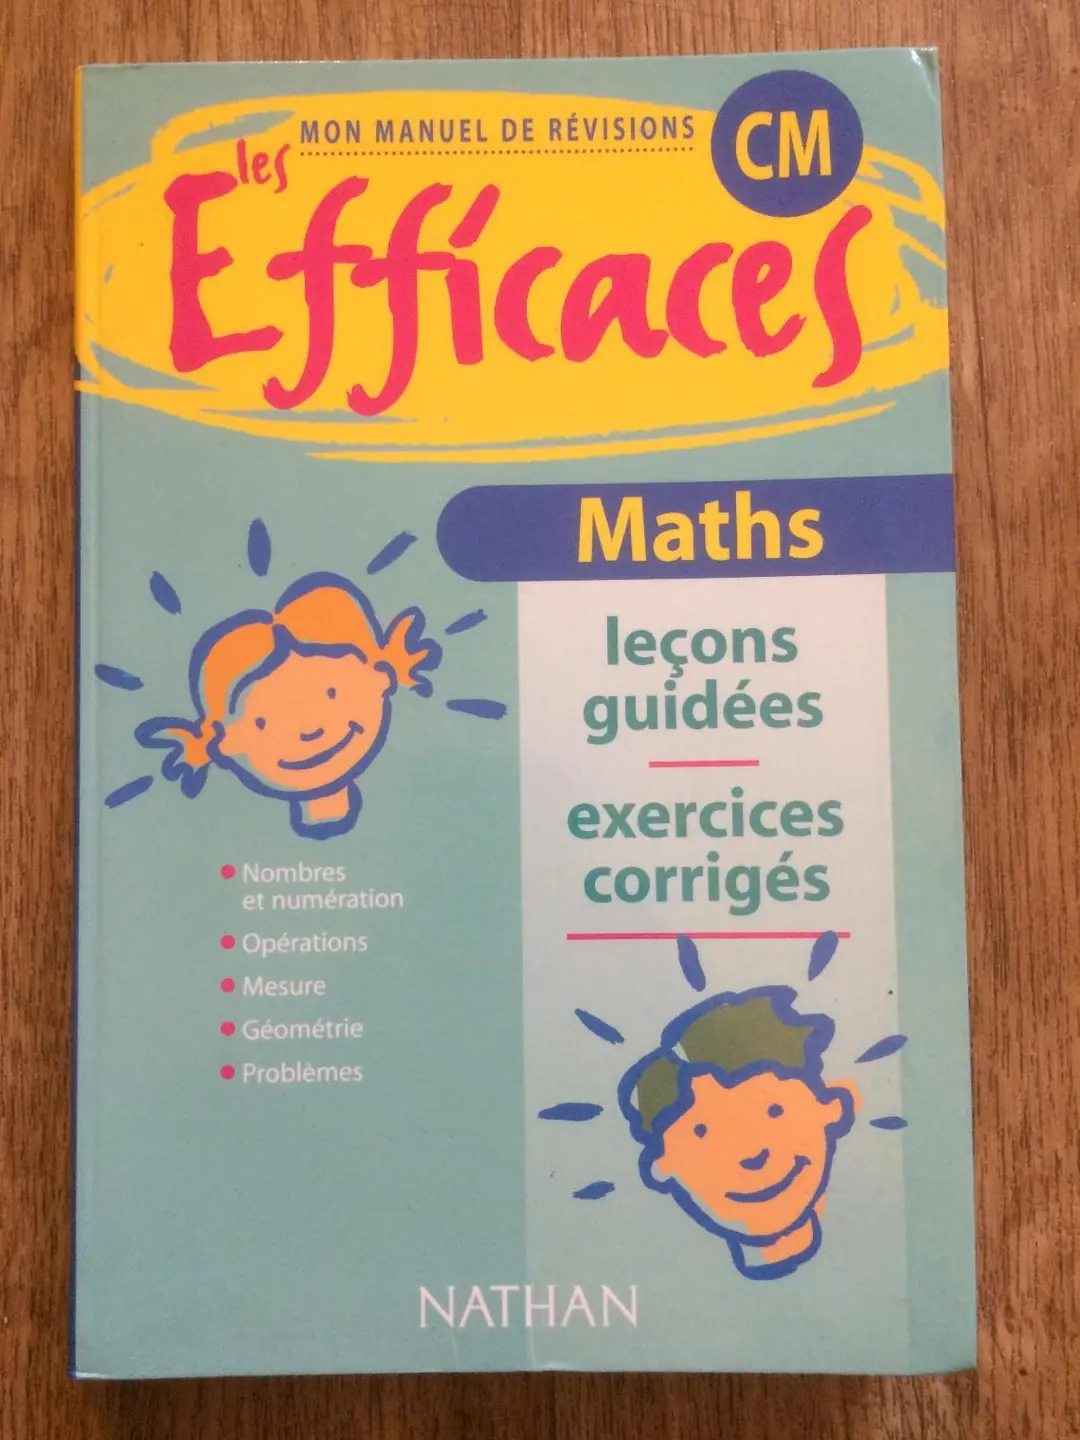 MON MANUEL DE RÉVISIONS
CM
les
Efficaces
Maths
leçons
guidées
exercices
corrigés
• Nombres
et numération
• Opérations
• Mesure
• Géométrie
• Problèmes
NATHAN